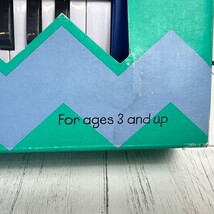 For ages 3 and up